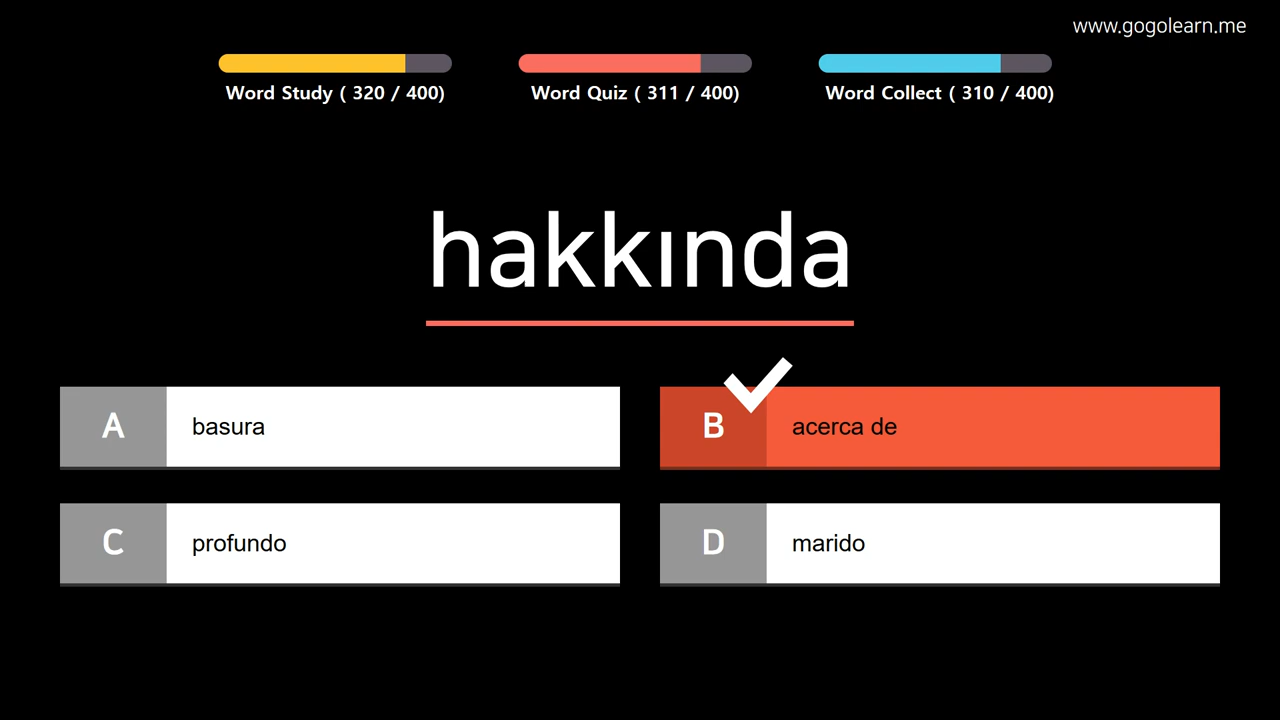 www.gogolearn.me
Word Study ( 320 / 400)
Word Quiz ( 311 / 400)
Word Collect ( 310 / 400)
hakkında
A basura
B acerca de
C profundo
D marido